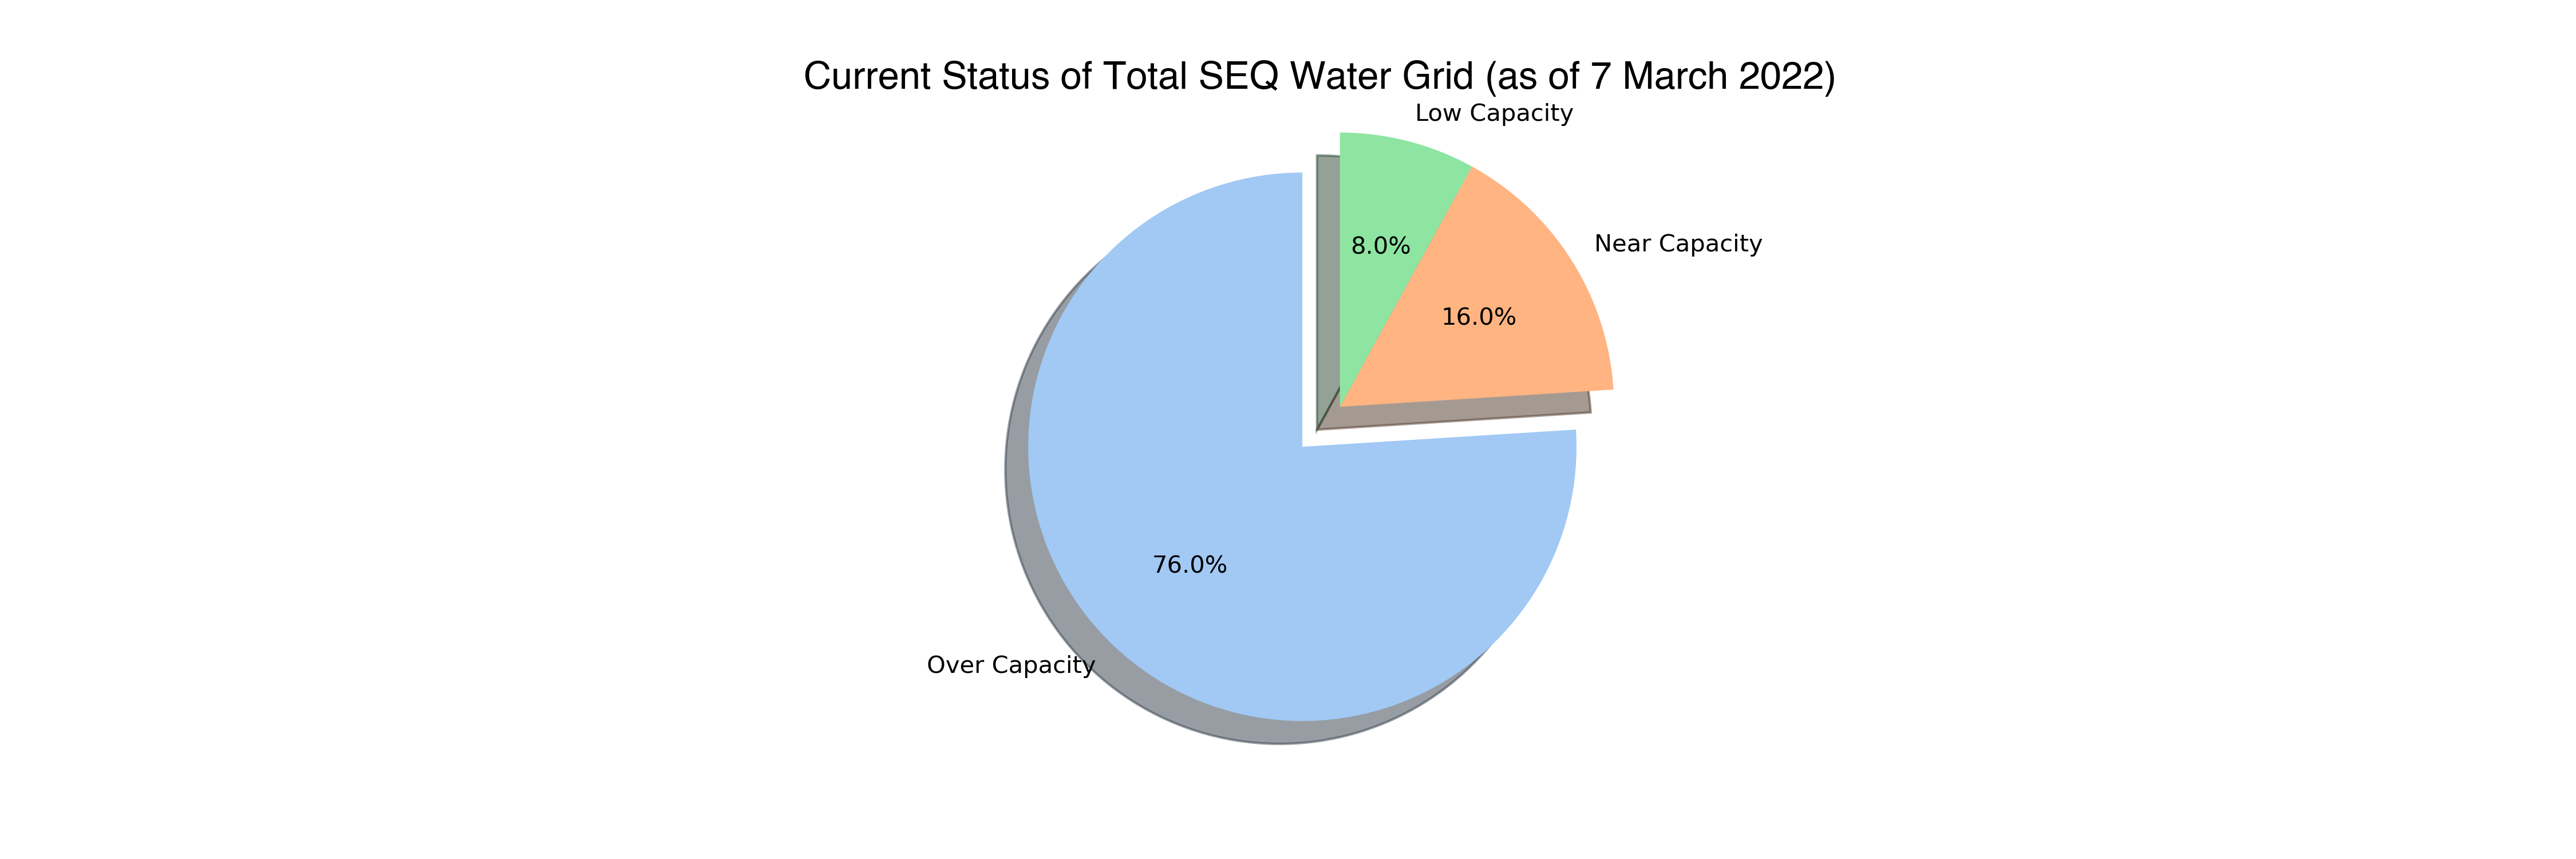 Current Status of Total SEQ Water Grid (as of 7 March 2022)
Low Capacity
8.0%
Near Capacity
16.0%
76.0%
Over Capacity